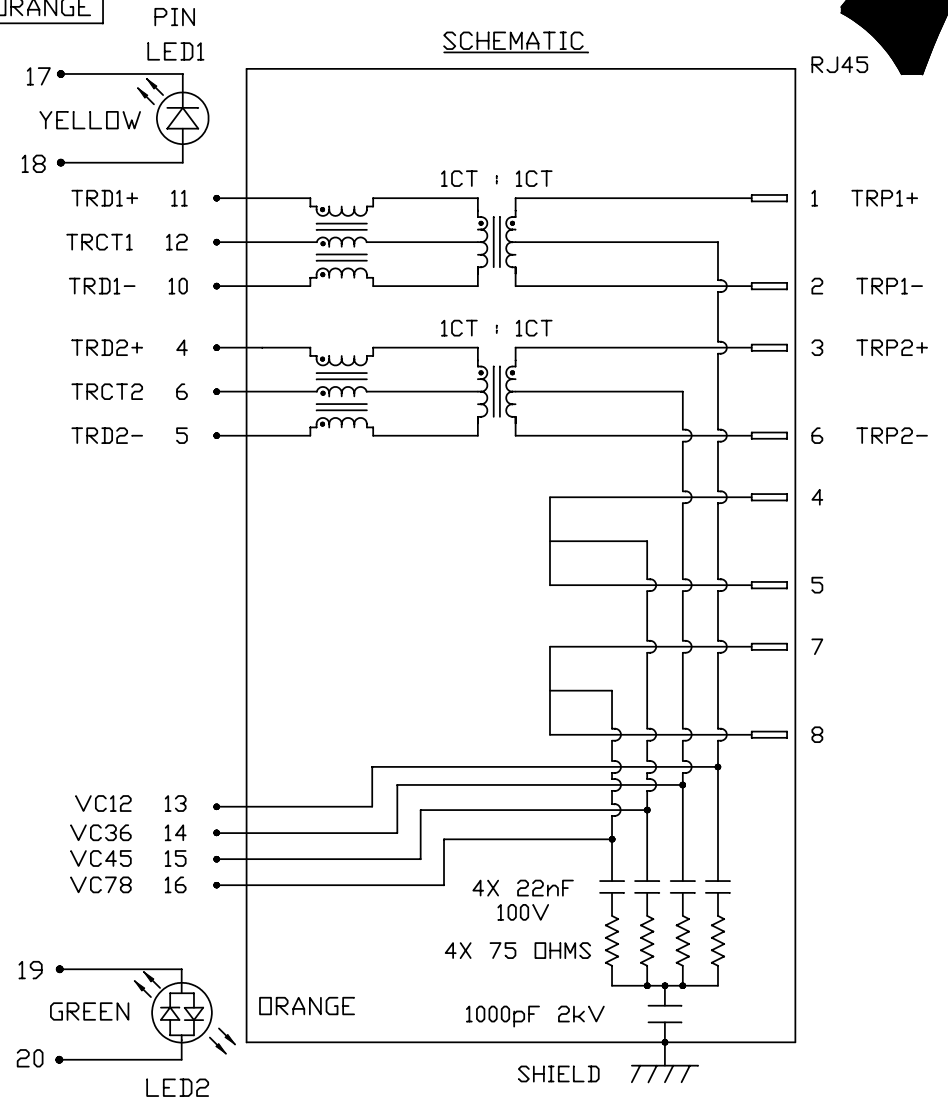 ORANGE
PIN
LED1
SCHEMATIC
RJ45
17
YELLOW
18
1CT : 1CT
TRD1+ 11
1 TRP1+
TRCT1 12
TRD1- 10
2 TRP1-
1CT : 1CT
TRD2+ 4
3 TRP2+
TRCT2 6
TRD2- 5
6 TRP2-
4
5
7
8
VC12 13
VC36 14
VC45 15
VC78 16
4X 22nF
100V
4X 75 OHMS
19
GREEN
ORANGE
1000pF 2kV
20
SHIELD
LED2